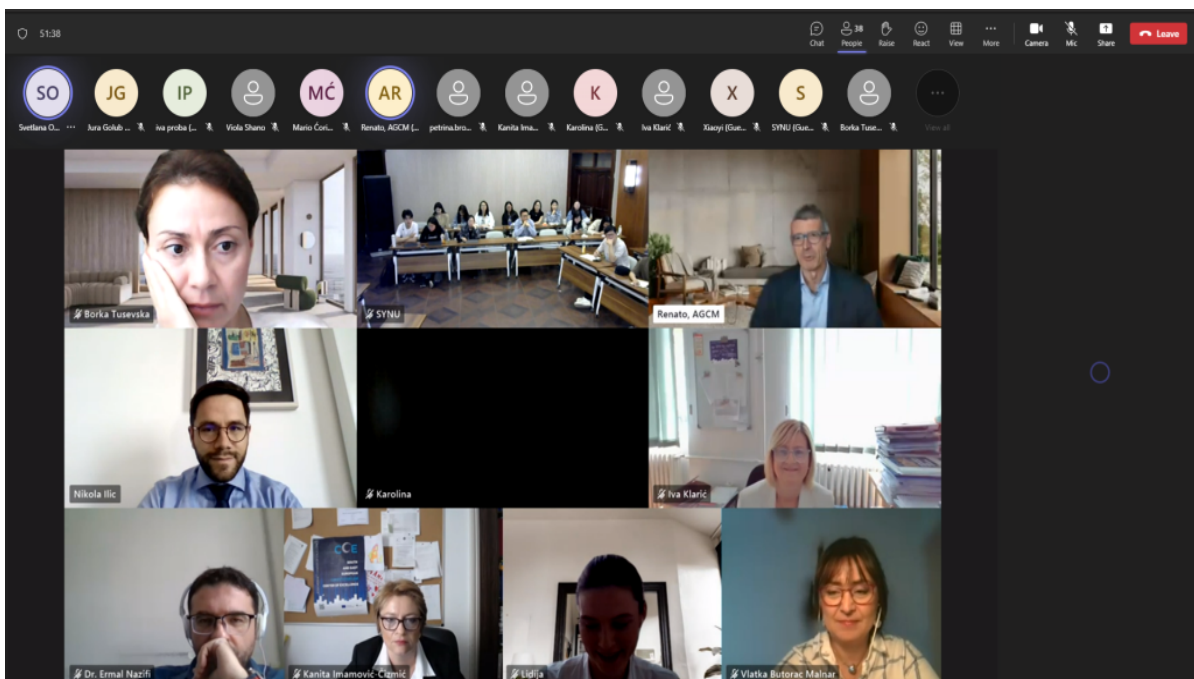 51:38
38
Chat People Raise React View More Camera Mic Share Leave
SO JG IP MĆ AR K X S
Svetlana O... Jura Golub ... iva proba (... Viola Shano Mario Čori... Renato, AGCM (... petrina.bro... Kanita Ima... Karolina (G... Iva Klarić Xiaoyi (Gue... SYNU (Gue... Borka Tuse... View all
Borka Tusevska
SYNU
Renato, AGCM
Nikola Ilic
Karolina
Iva Klarić
CCE
Dr. Ermal Nazifi
Kanita Imamović-Čizmić
Lidija
Vlatka Butorac Malnar